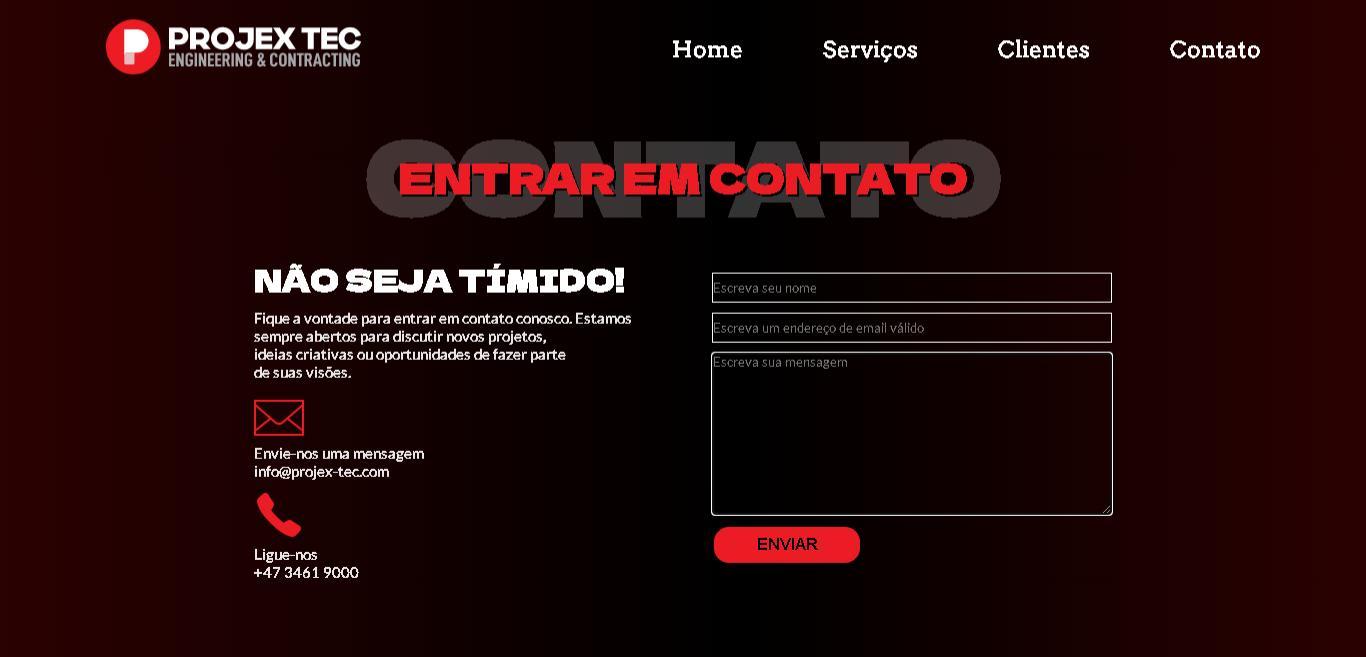 PROJEX TEC
ENGINEERING & CONTRACTING
Home Serviços Clientes Contato
CONTATO
ENTRAR EM CONTATO
NÃO SEJA TÍMIDO!
Fique a vontade para entrar em contato conosco. Estamos
sempre abertos para discutir novos projetos,
ideias criativas ou oportunidades de fazer parte
de suas visões.
Envie-nos uma mensagem
info@projex-tec.com
Ligue-nos
+47 3461 9000
Escreva seu nome
Escreva um endereço de email válido
Escreva sua mensagem
ENVIAR